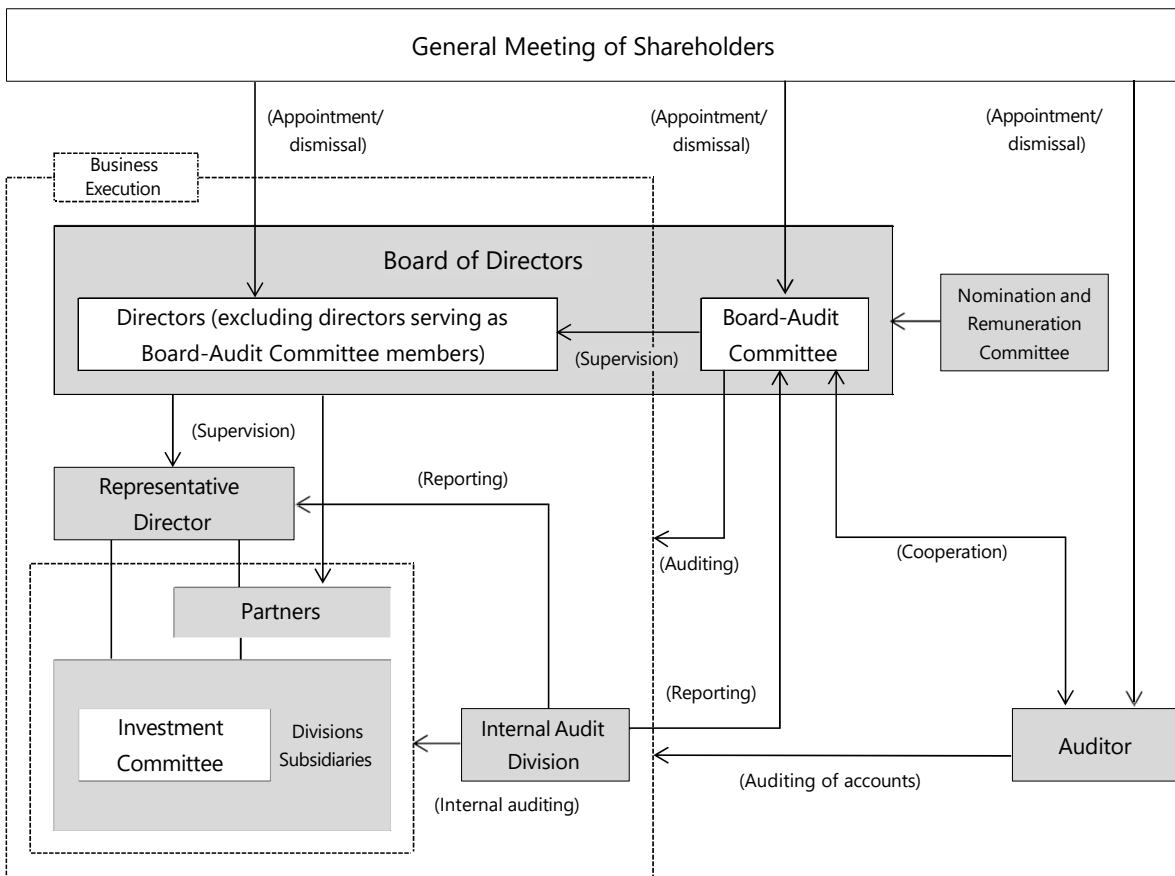 General Meeting of Shareholders
(Appointment/
dismissal)
(Appointment/
dismissal)
(Appointment/
dismissal)
Business
Execution
Board of Directors
Directors (excluding directors serving as
Board-Audit Committee members)
(Supervision)
Board-Audit
Committee
Nomination and
Remuneration
Committee
(Supervision)
Representative
Director
(Reporting)
(Auditing)
(Cooperation)
Partners
(Reporting)
Investment
Committee
Divisions
Subsidiaries
Internal Audit
Division
(Internal auditing)
Auditor
(Auditing of accounts)